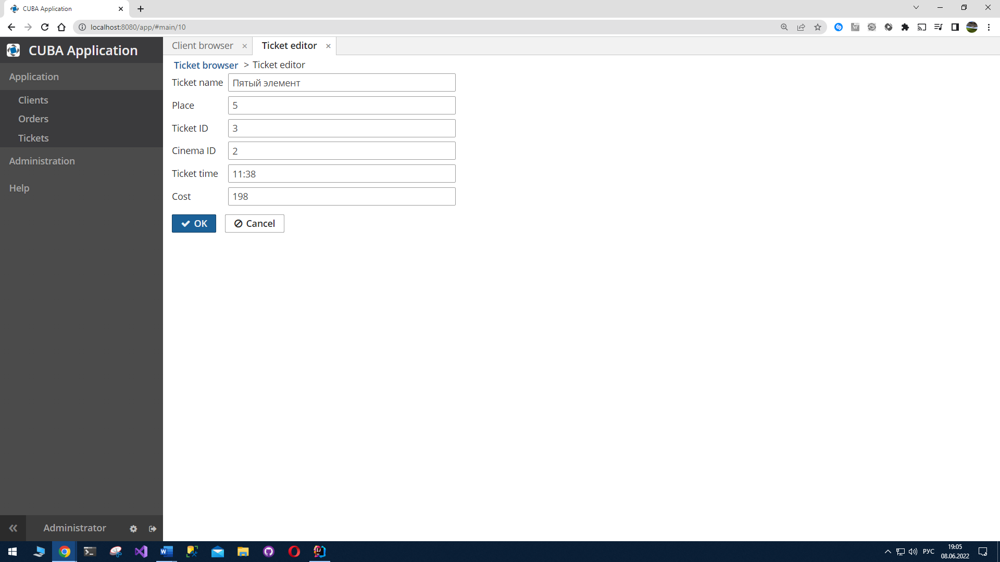 CUBA Application
localhost:8080/app/#main/10
CUBA Application
Application
Clients
Orders
Tickets
Administration
Help
Administrator
Client browser
Ticket editor
Ticket browser > Ticket editor
Ticket name Пятый элемент
Place 5
Ticket ID 3
Cinema ID 2
Ticket time 11:38
Cost 198
OK Cancel
РУС
19:05
08.06.2022